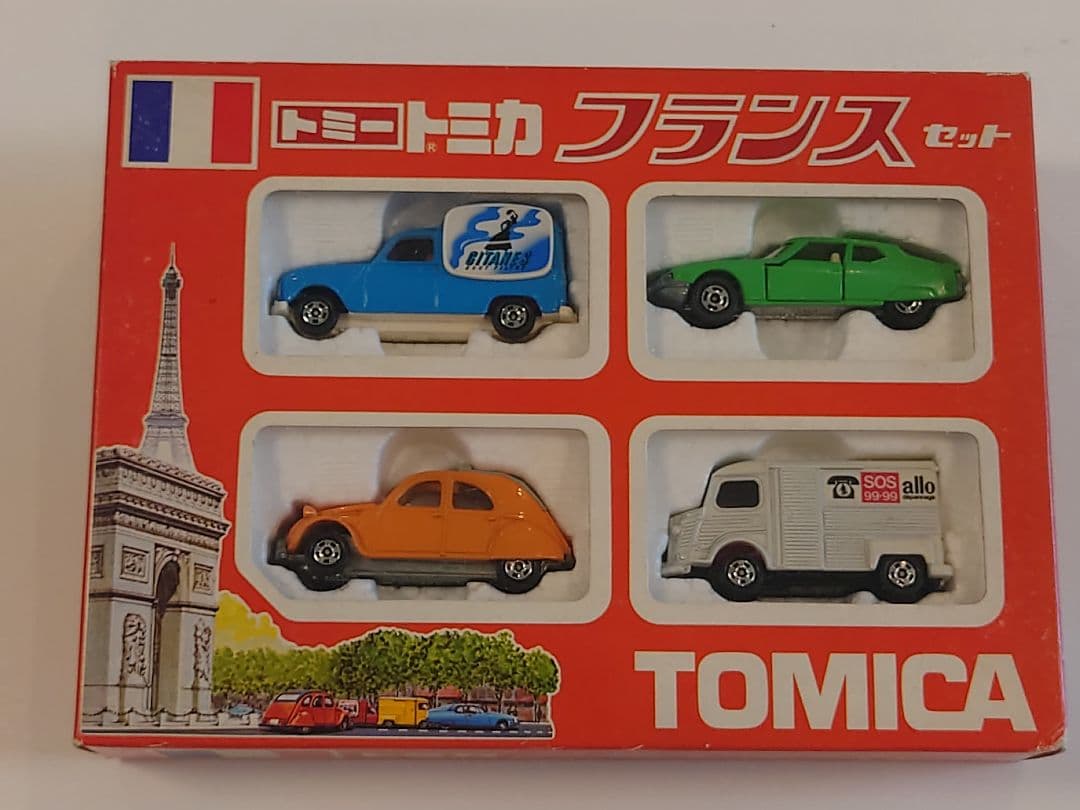 トミー トミカ® フランス セット
GITANES
SOS
99-99
allo
dépannage
TOMICA